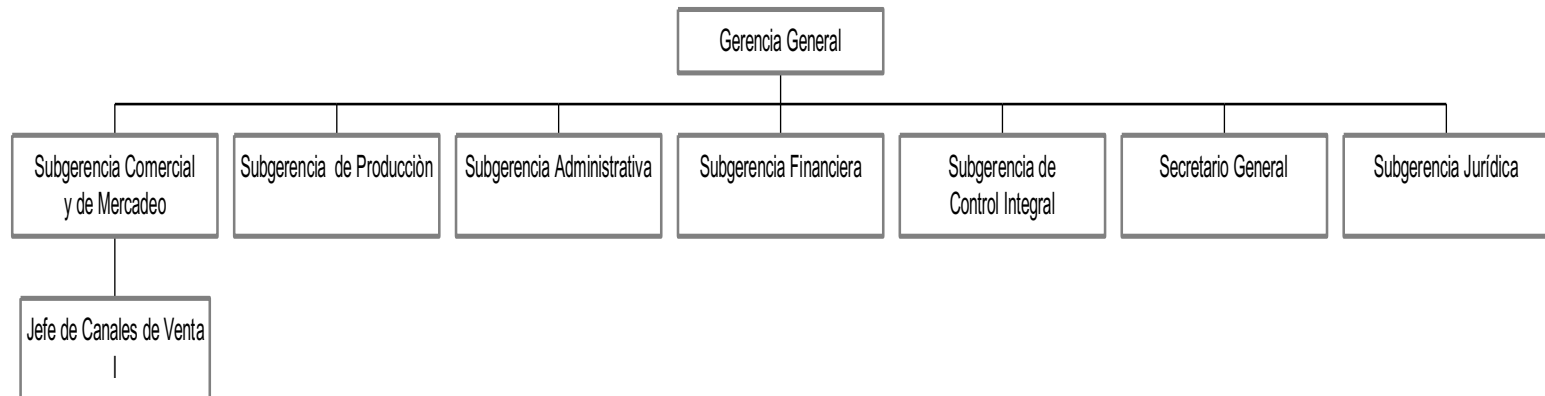 Gerencia General
Subgerencia Comercial
y de Mercadeo
Subgerencia de Producciòn
Subgerencia Administrativa
Subgerencia Financiera
Subgerencia de
Control Integral
Secretario General
Subgerencia Jurídica
Jefe de Canales de Venta
I